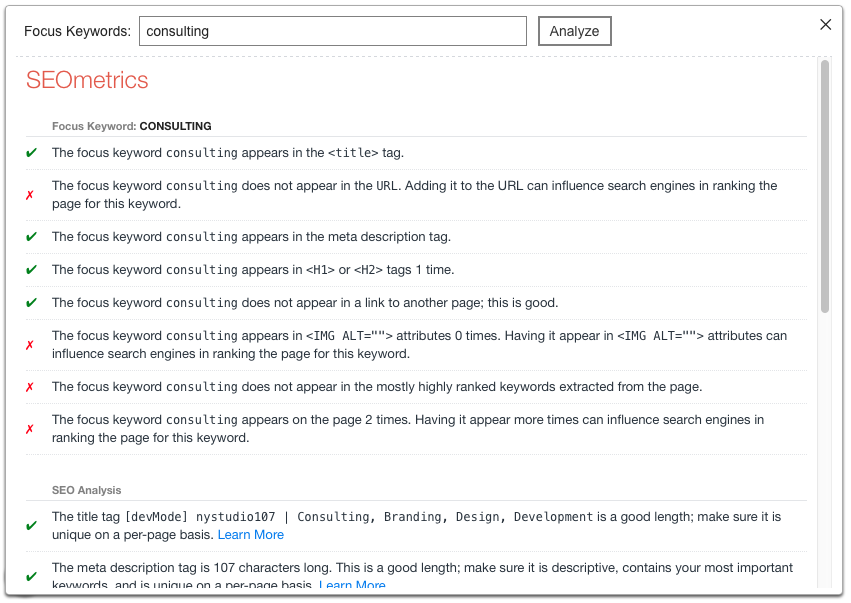 Focus Keywords: consulting Analyze
SEOmetrics
Focus Keyword: CONSULTING
The focus keyword consulting appears in the <title> tag.
The focus keyword consulting does not appear in the URL. Adding it to the URL can influence search engines in ranking the
page for this keyword.
The focus keyword consulting appears in the meta description tag.
The focus keyword consulting appears in <H1> or <H2> tags 1 time.
The focus keyword consulting does not appear in a link to another page; this is good.
The focus keyword consulting appears in <IMG ALT=""> attributes 0 times. Having it appear in <IMG ALT=""> attributes can
influence search engines in ranking the page for this keyword.
The focus keyword consulting does not appear in the mostly highly ranked keywords extracted from the page.
The focus keyword consulting appears on the page 2 times. Having it appear more times can influence search engines in
ranking the page for this keyword.
SEO Analysis
The title tag [devMode] nystudio107 | Consulting, Branding, Design, Development is a good length; make sure it is
unique on a per-page basis. Learn More
The meta description tag is 107 characters long. This is a good length; make sure it is descriptive, contains your most important
keywords, and is unique on a per-page basis. Learn More